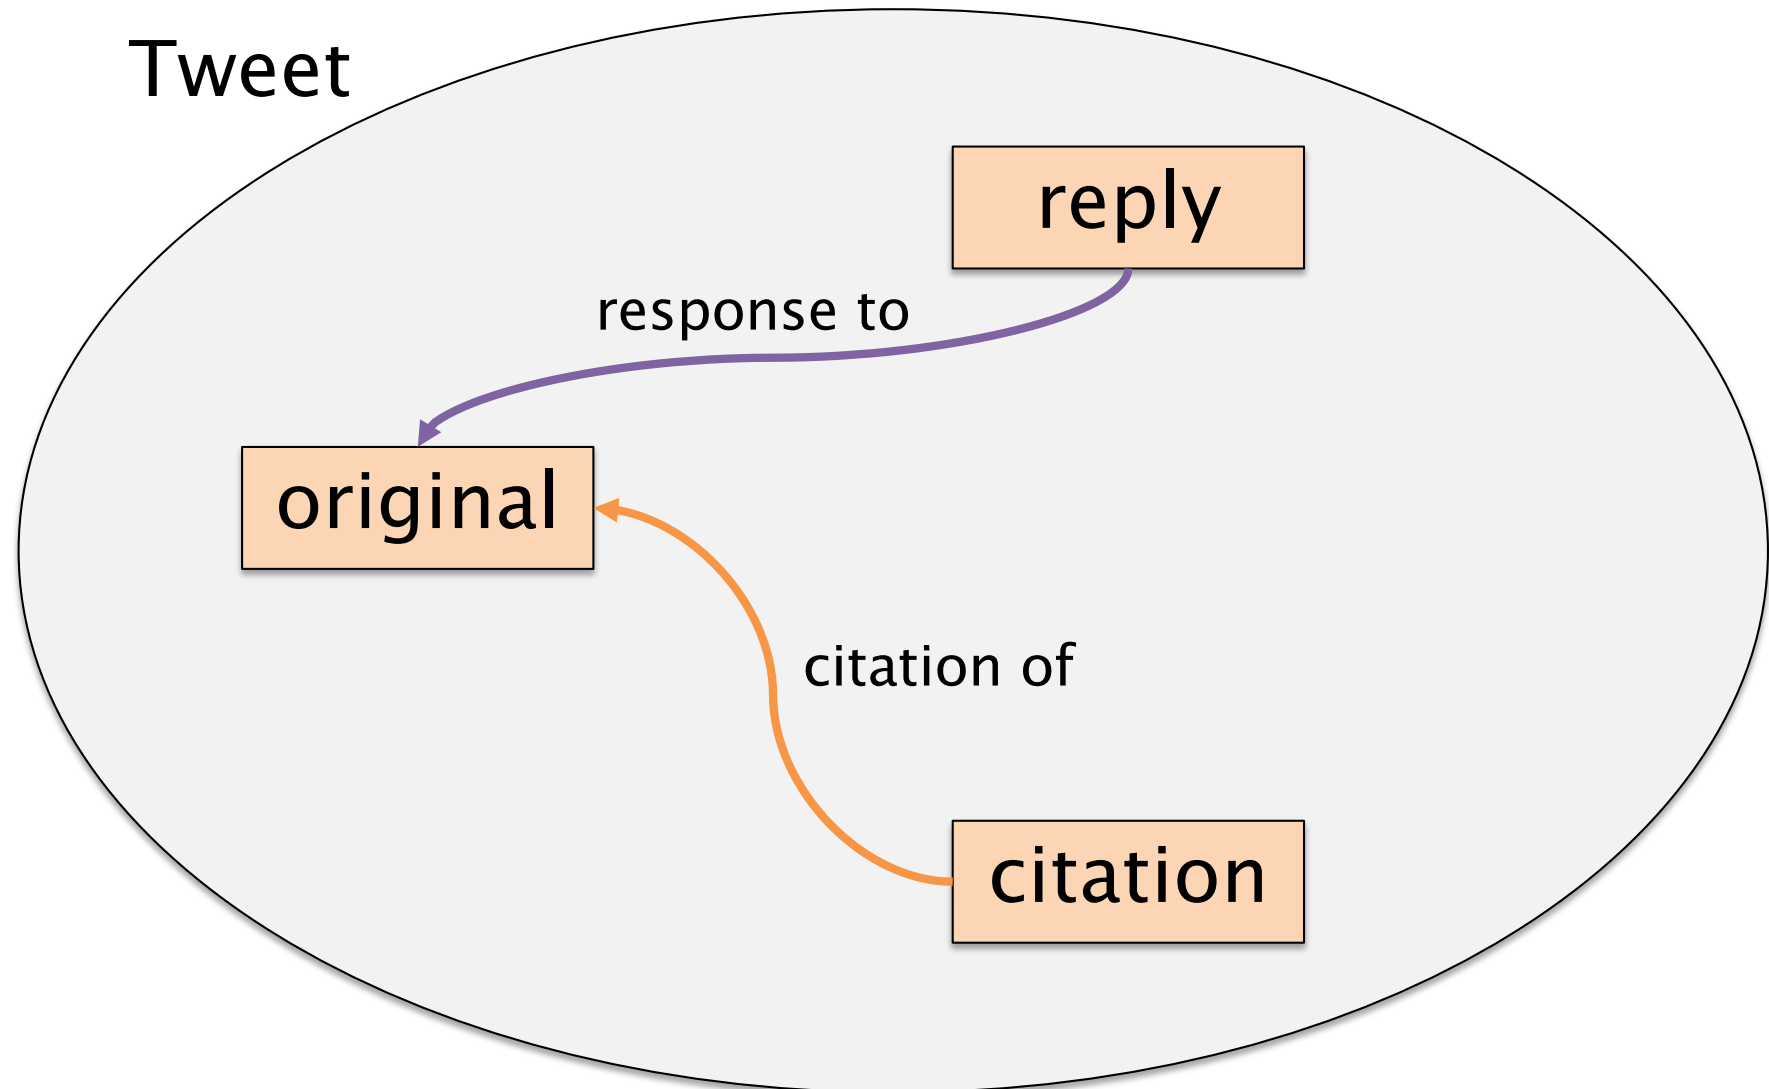 Tweet
reply
response to
original
citation of
citation